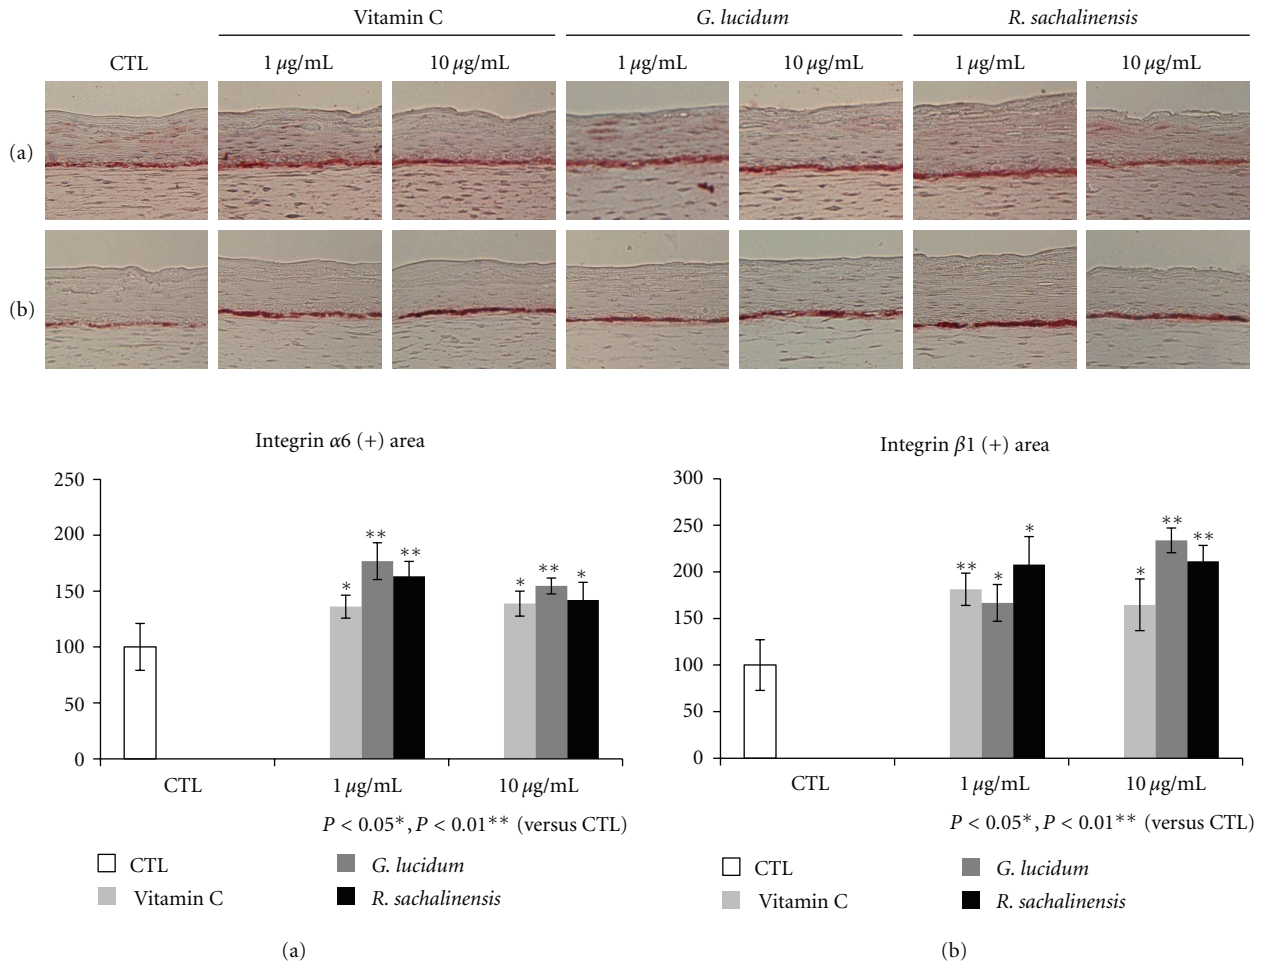 Vitamin C G. lucidum R. sachalinensis
CTL 1 μg/mL 10 μg/mL 1 μg/mL 10 μg/mL 1 μg/mL 10 μg/mL
(a)
(b)
Integrin α6 (+) area
250
200
150
100
50
0
**
**
*
*
**
*
CTL 1 μg/mL 10 μg/mL
P < 0.05*, P < 0.01** (versus CTL)
CTL G. lucidum
Vitamin C R. sachalinensis
(a)
Integrin β1 (+) area
300
250
200
150
100
50
0
**
*
*
*
**
**
CTL 1 μg/mL 10 μg/mL
P < 0.05*, P < 0.01** (versus CTL)
CTL G. lucidum
Vitamin C R. sachalinensis
(b)